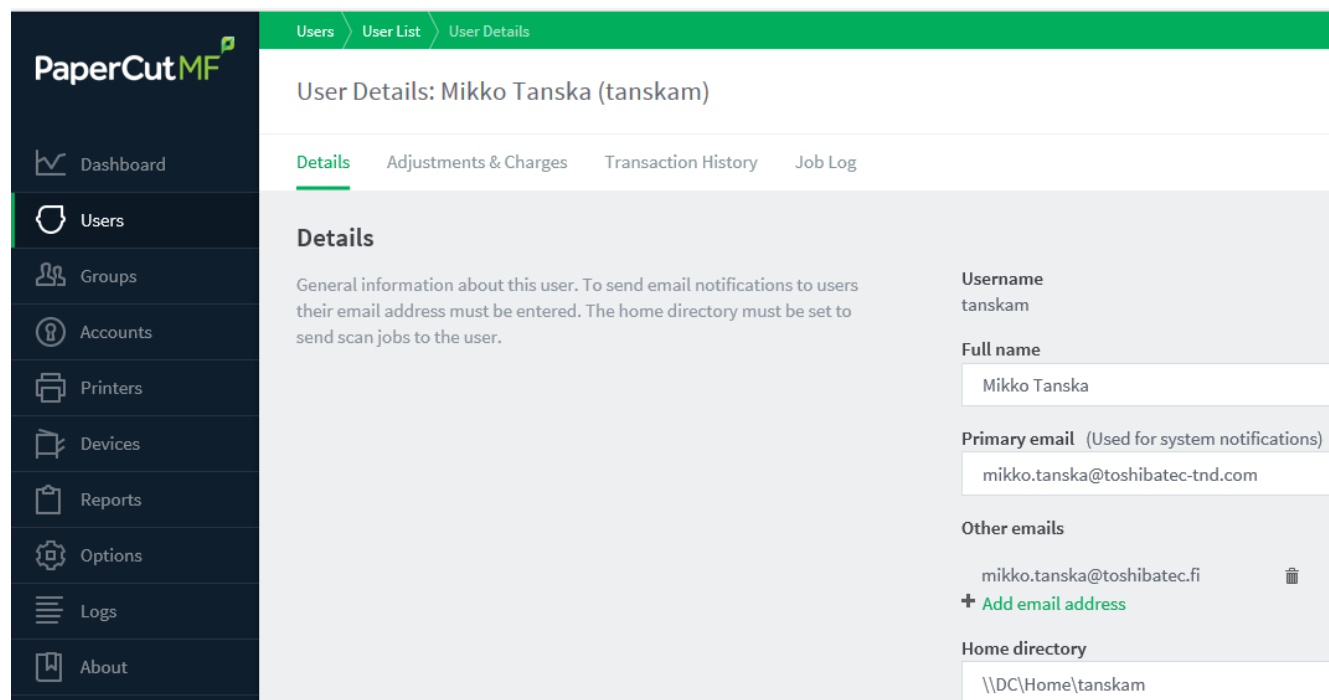 PaperCutMF
Dashboard
Users
Groups
Accounts
Printers
Devices
Reports
Options
Logs
About
Users User List User Details
User Details: Mikko Tanska (tanskam)
Details Adjustments & Charges Transaction History Job Log
Details
General information about this user. To send email notifications to users
their email address must be entered. The home directory must be set to
send scan jobs to the user.
Username
tanskam
Full name
Mikko Tanska
Primary email (Used for system notifications)
mikko.tanska@toshibatec-tnd.com
Other emails
mikko.tanska@toshibatec.fi
+ Add email address
Home directory
\\DC\Home\tanskam